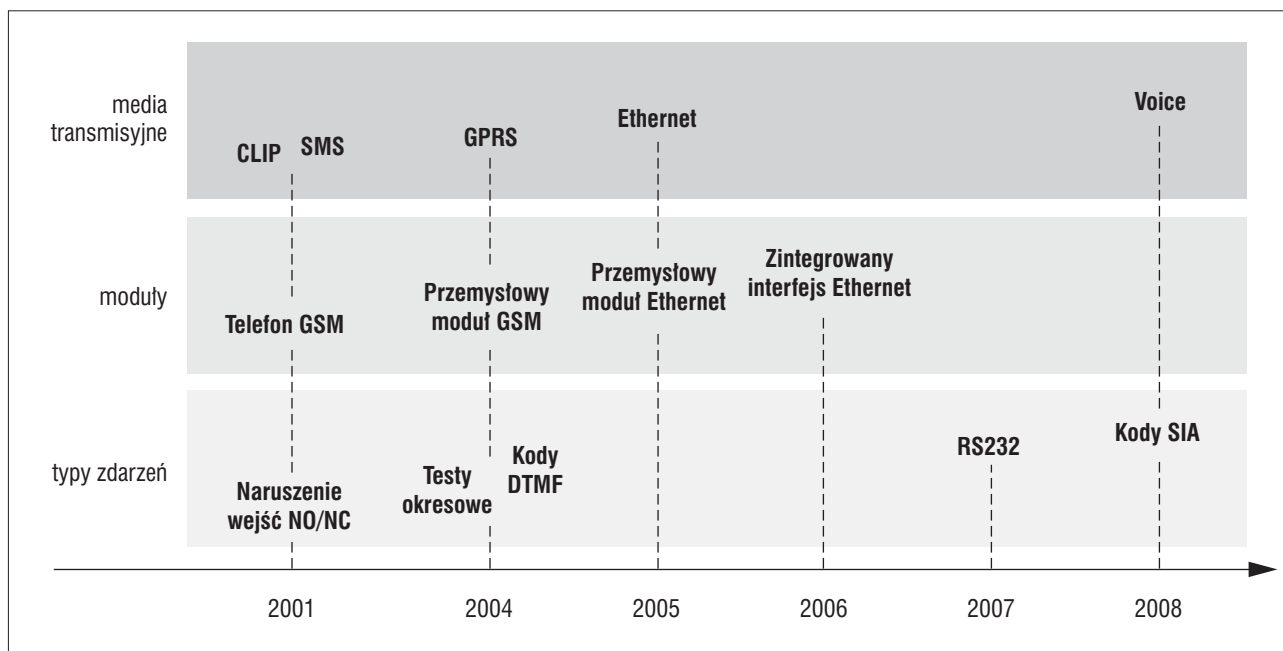 media
transmisyjne
CLIP
SMS
GPRS
Ethernet
Voice
moduły
Telefon GSM
Przemysłowy
moduł GSM
Przemysłowy
moduł Ethernet
Zintegrowany
interfejs Ethernet
typy zdarzeń
Naruszenie
wejść NO/NC
Testy
okresowe
Kody
DTMF
RS232
Kody SIA
2001
2004
2005
2006
2007
2008